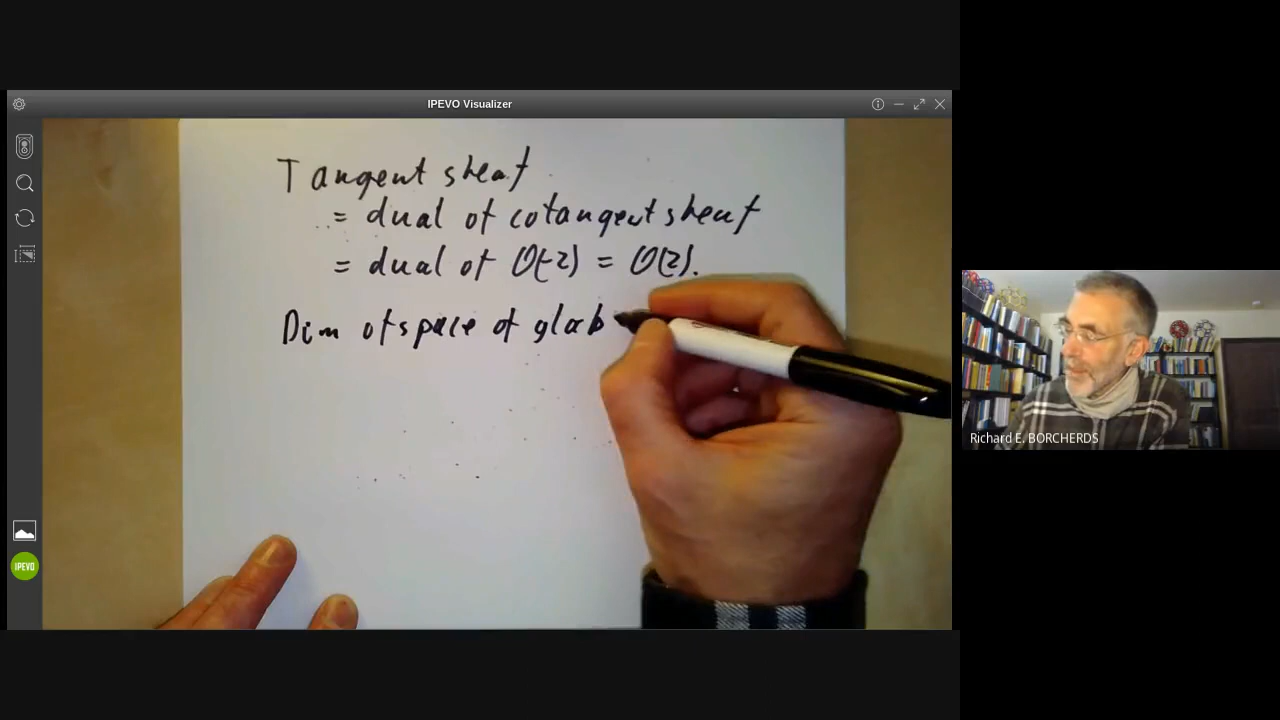 IPEVO Visualizer
Tangent sheaf
= dual of cotangent sheaf
= dual of O(-2) = O(2).
Dim of space of glob
IPEVO
Richard E. BORCHERDS